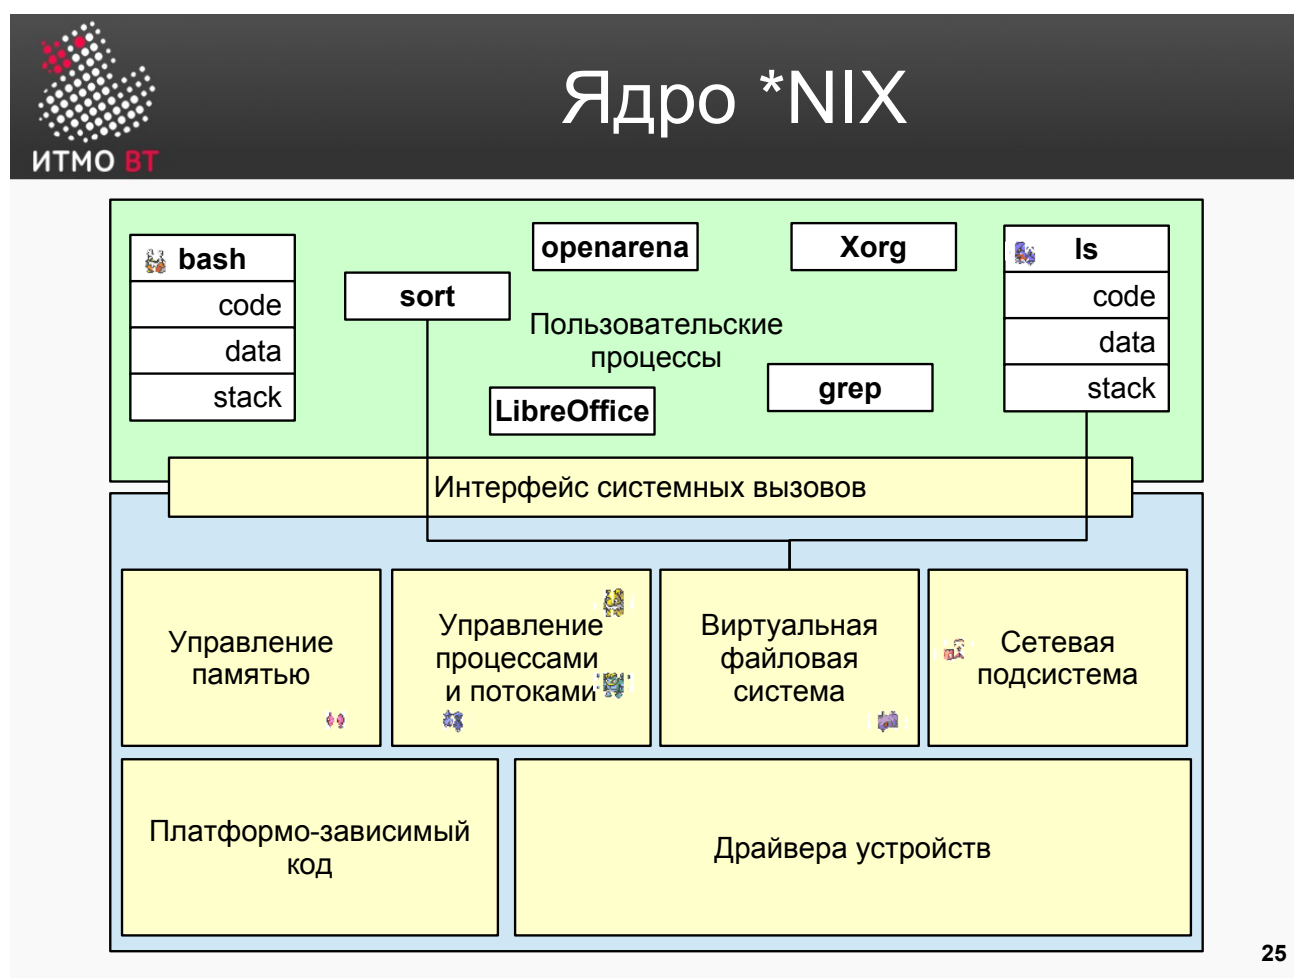 Ядро *NIX
ИТМО ВТ
bash
code
data
stack
sort
openarena
Xorg
ls
code
data
stack
Пользовательские
процессы
LibreOffice
grep
Интерфейс системных вызовов
Управление
памятью
Управление
процессами
и потоками
Виртуальная
файловая
система
Сетевая
подсистема
Платформо-зависимый
код
Драйвера устройств
25